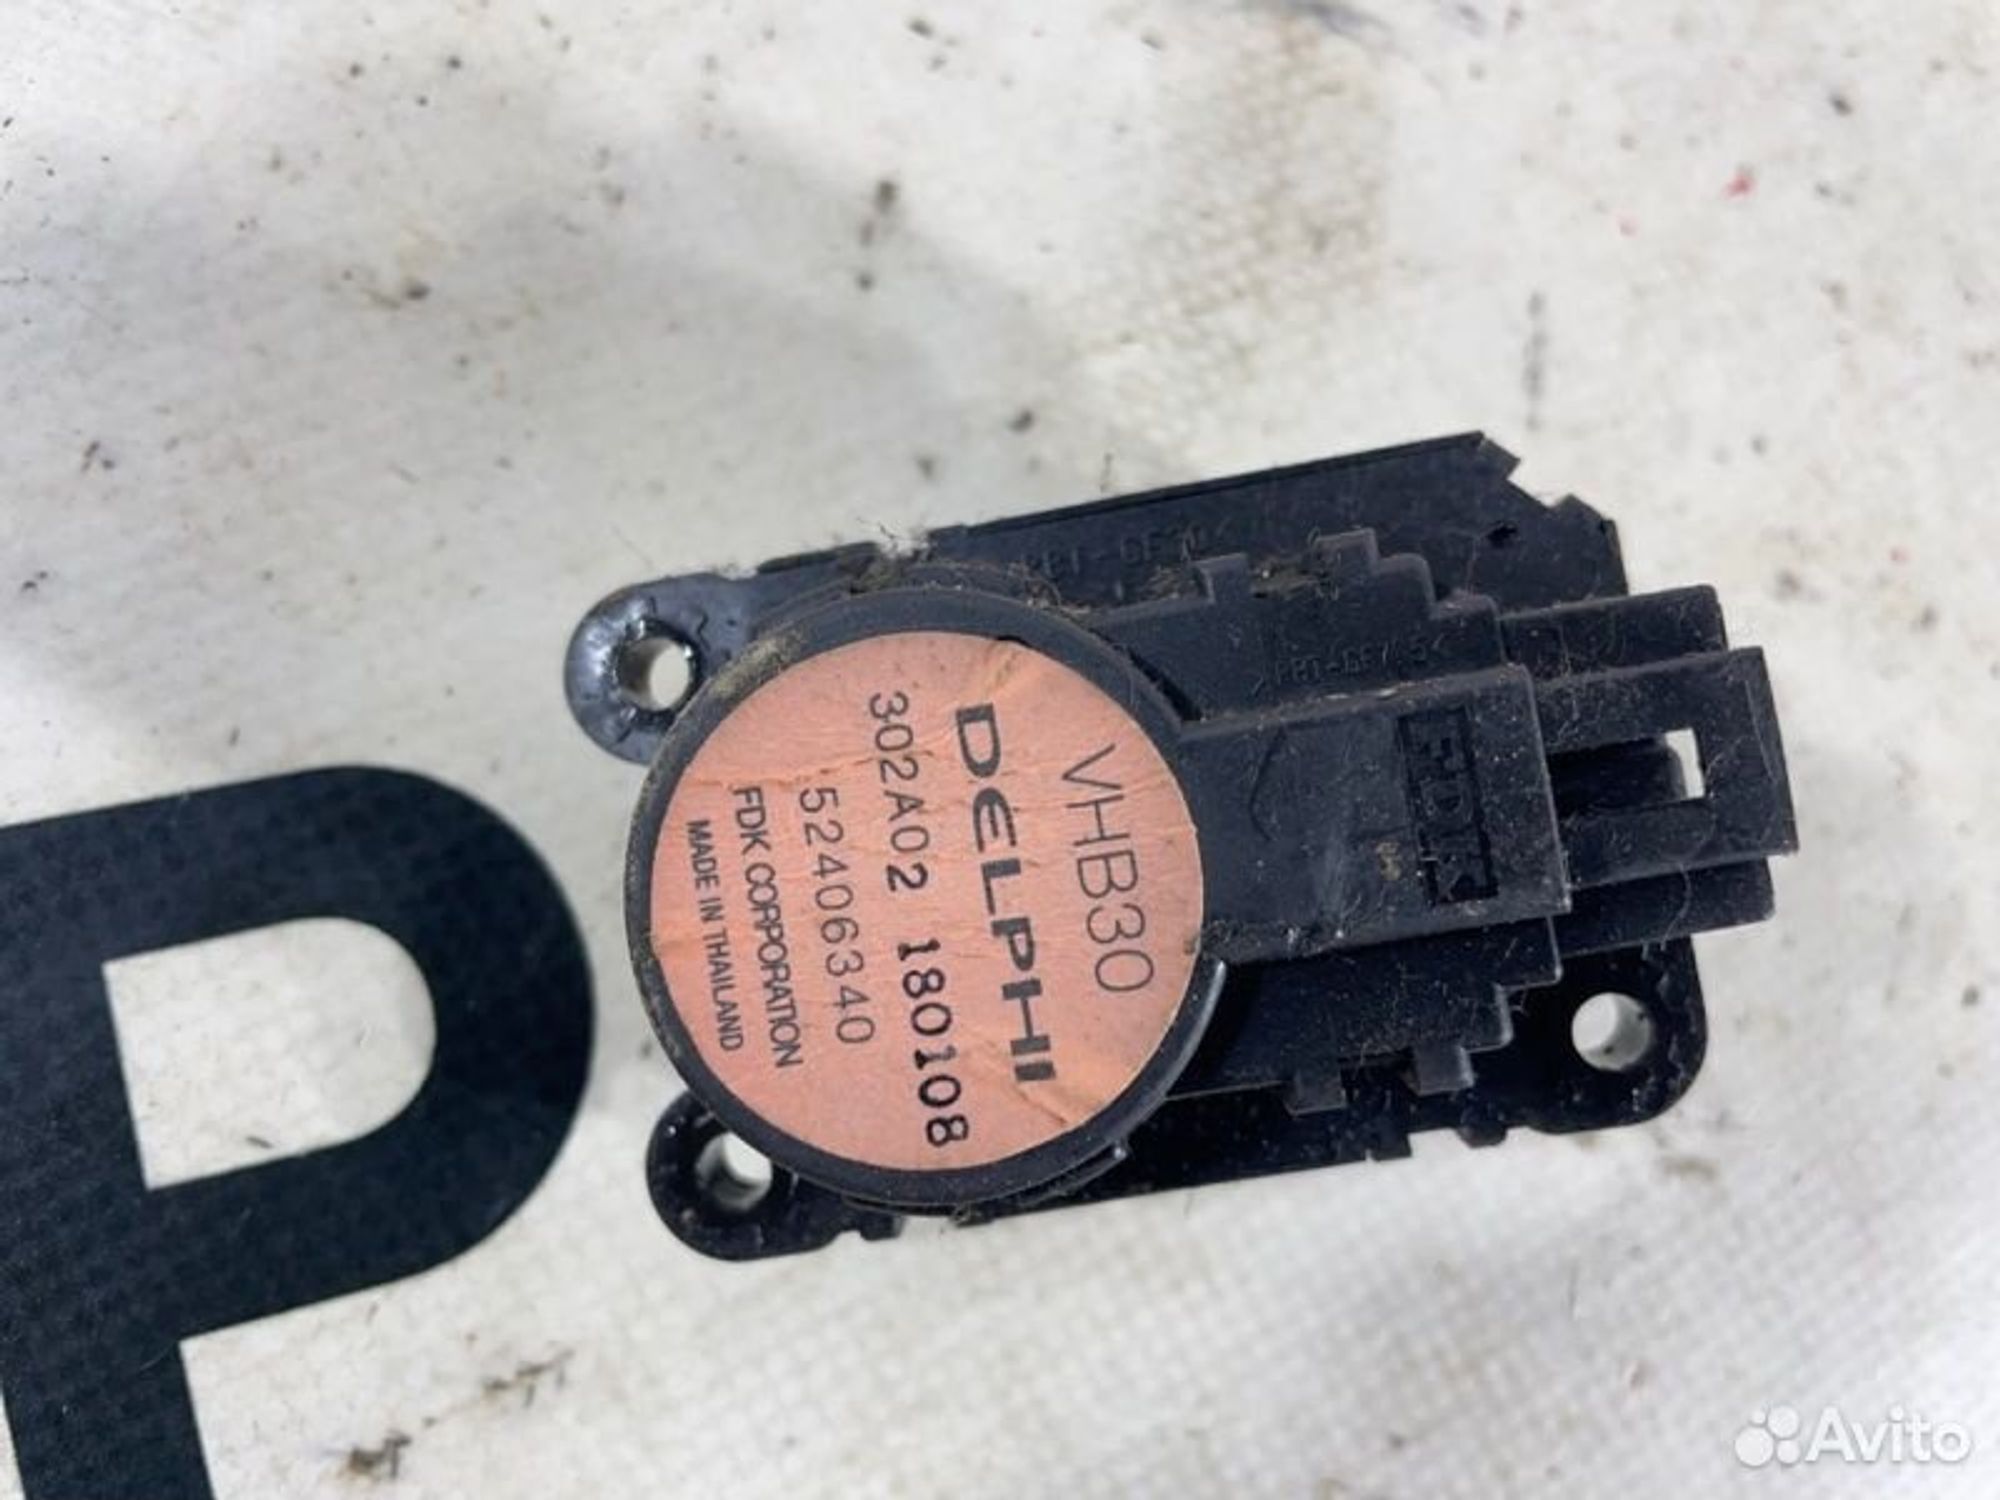 VHB30
DELPHI
302A02 180108
52406340
FDK CORPORATION
MADE IN THAILAND
FDK
P
Avito